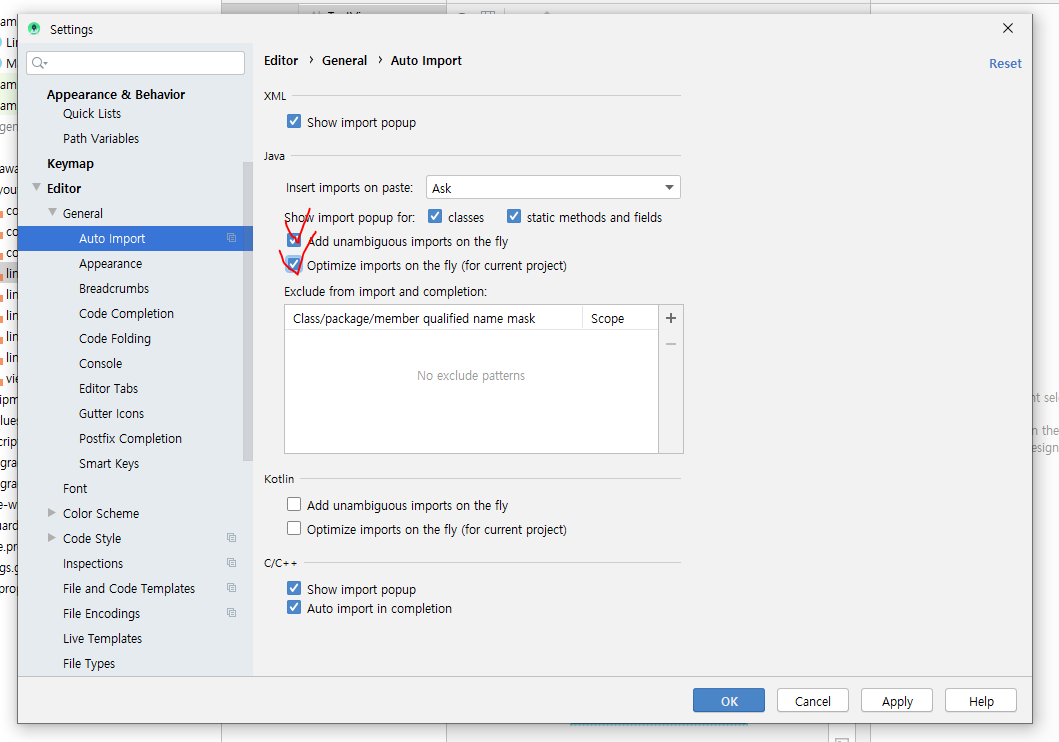 Settings
Editor › General › Auto Import
Reset
Appearance & Behavior
Quick Lists
Path Variables
Keymap
Editor
General
Auto Import
Appearance
Breadcrumbs
Code Completion
Code Folding
Console
Editor Tabs
Gutter Icons
Postfix Completion
Smart Keys
Font
Color Scheme
Code Style
Inspections
File and Code Templates
File Encodings
Live Templates
File Types
XML
Show import popup
Java
Insert imports on paste: Ask
Show import popup for: classes static methods and fields
Add unambiguous imports on the fly
Optimize imports on the fly (for current project)
Exclude from import and completion:
Class/package/member qualified name mask Scope
No exclude patterns
Kotlin
Add unambiguous imports on the fly
Optimize imports on the fly (for current project)
C/C++
Show import popup
Auto import in completion
OK Cancel Apply Help